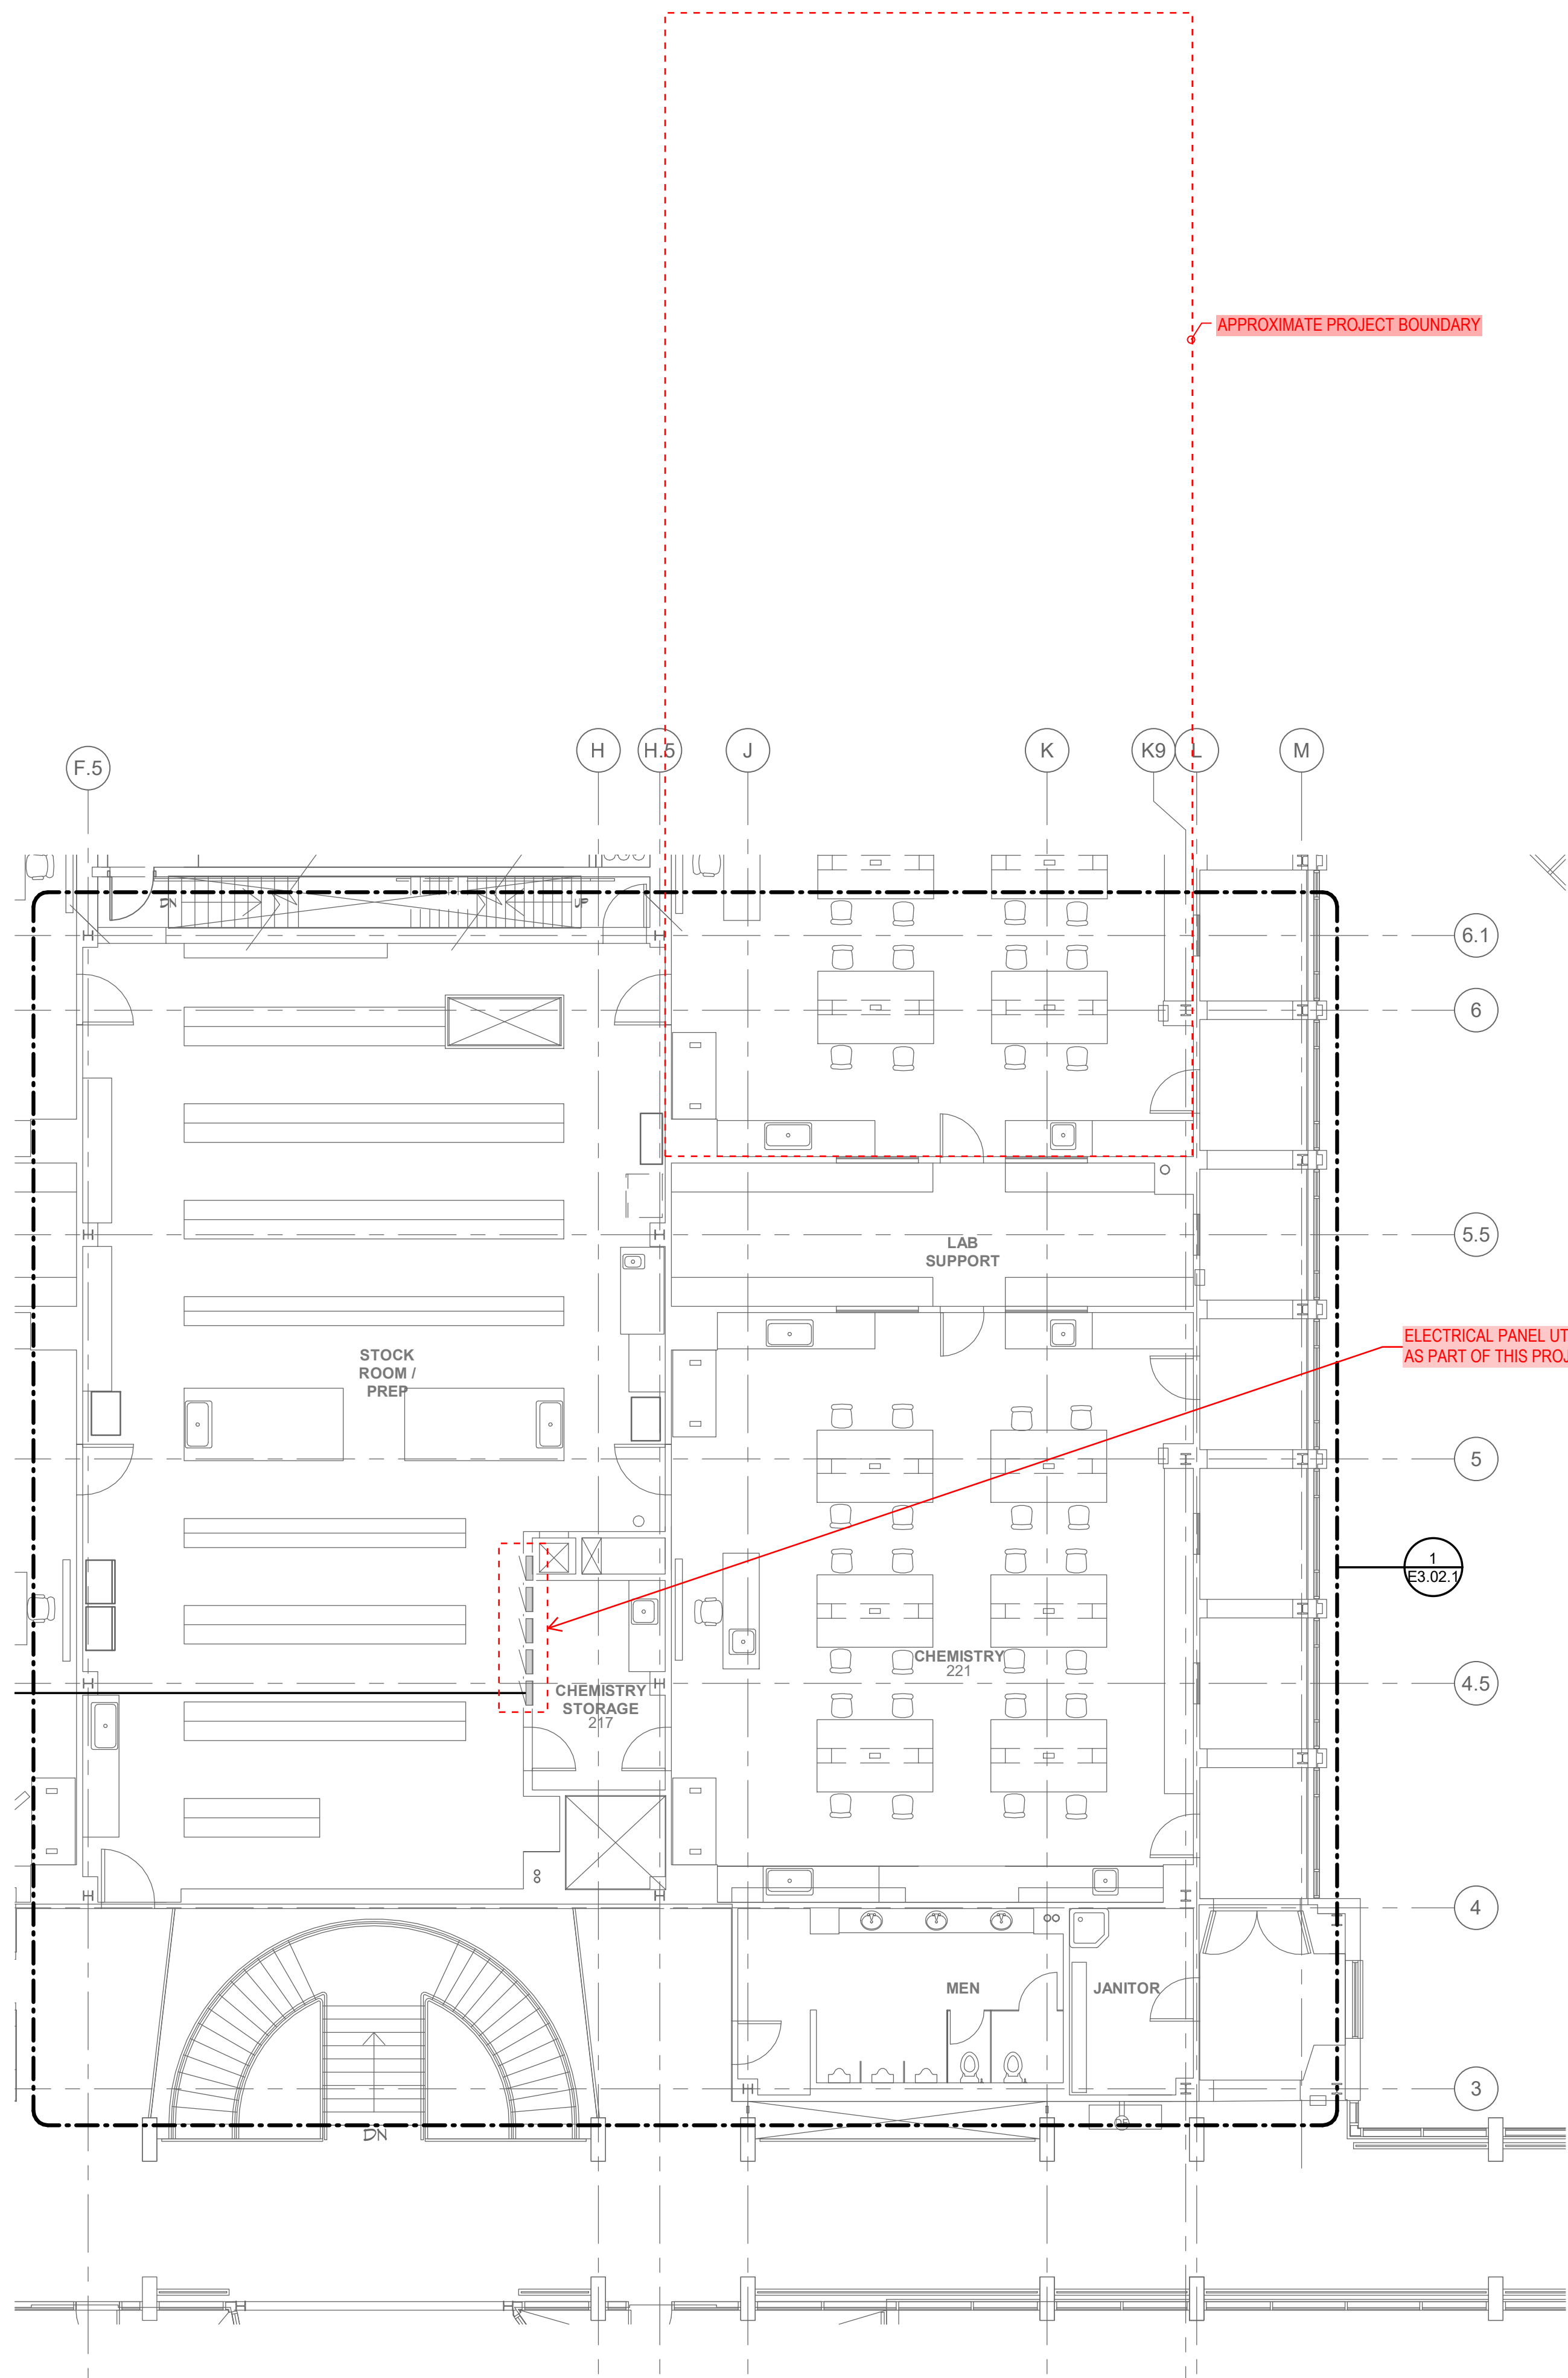 APPROXIMATE PROJECT BOUNDARY
F.5
H
H.5
J
K
K9
L
M
DN
UP
6.1
6
5.5
LAB
SUPPORT
ELECTRICAL PANEL UT
AS PART OF THIS PROJ
STOCK
ROOM /
PREP
5
1
E3.02.1
CHEMISTRY
221
4.5
CHEMISTRY
STORAGE
217
4
MEN
JANITOR
3
DN